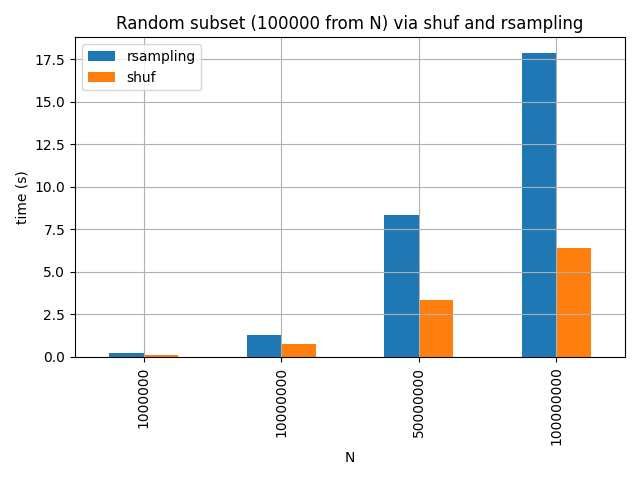 Random subset (100000 from N) via shuf and rsampling
rsampling
shuf
17.5
15.0
12.5
10.0
7.5
5.0
2.5
0.0
time (s)
1000000
10000000
50000000
100000000
N